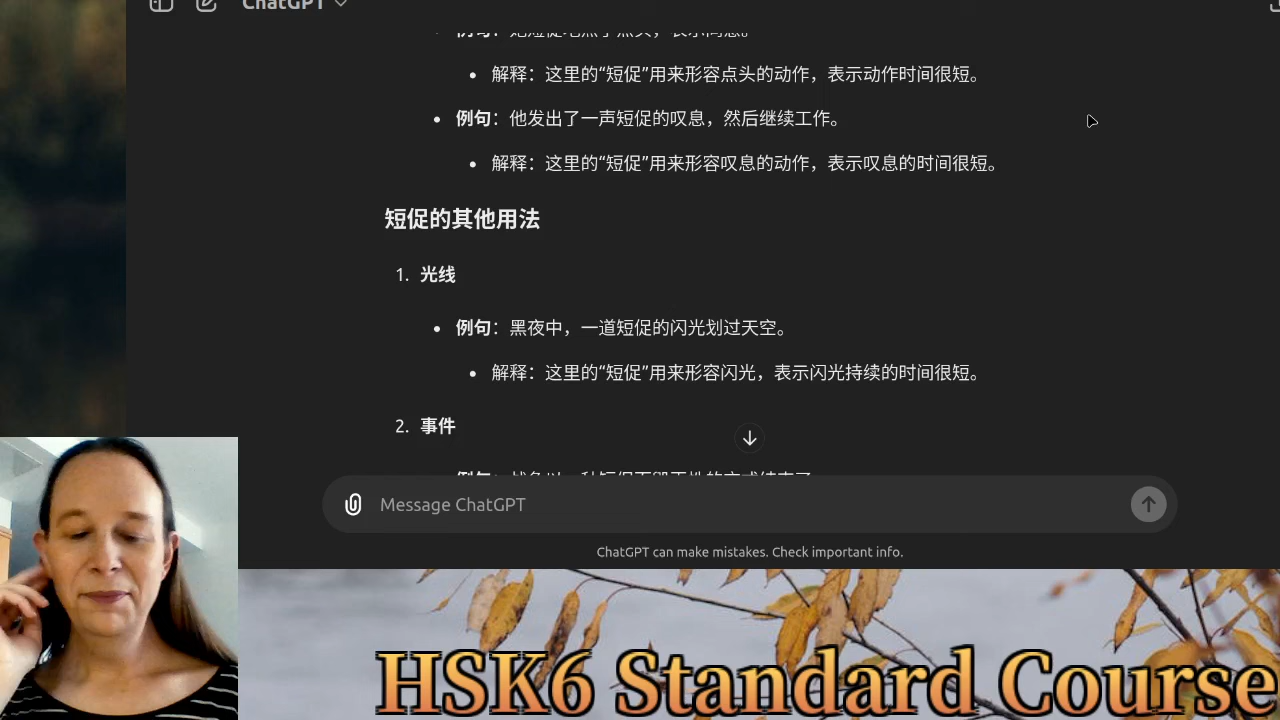 ChatGPT
解释：这里的“短促”用来形容点头的动作，表示动作时间很短。
例句：他发出了一声短促的叹息，然后继续工作。
解释：这里的“短促”用来形容叹息的动作，表示叹息的时间很短。
短促的其他用法
1. 光线
例句：黑夜中，一道短促的闪光划过天空。
解释：这里的“短促”用来形容闪光，表示闪光持续的时间很短。
2. 事件
Message ChatGPT
ChatGPT can make mistakes. Check important info.
HSK6 Standard Course